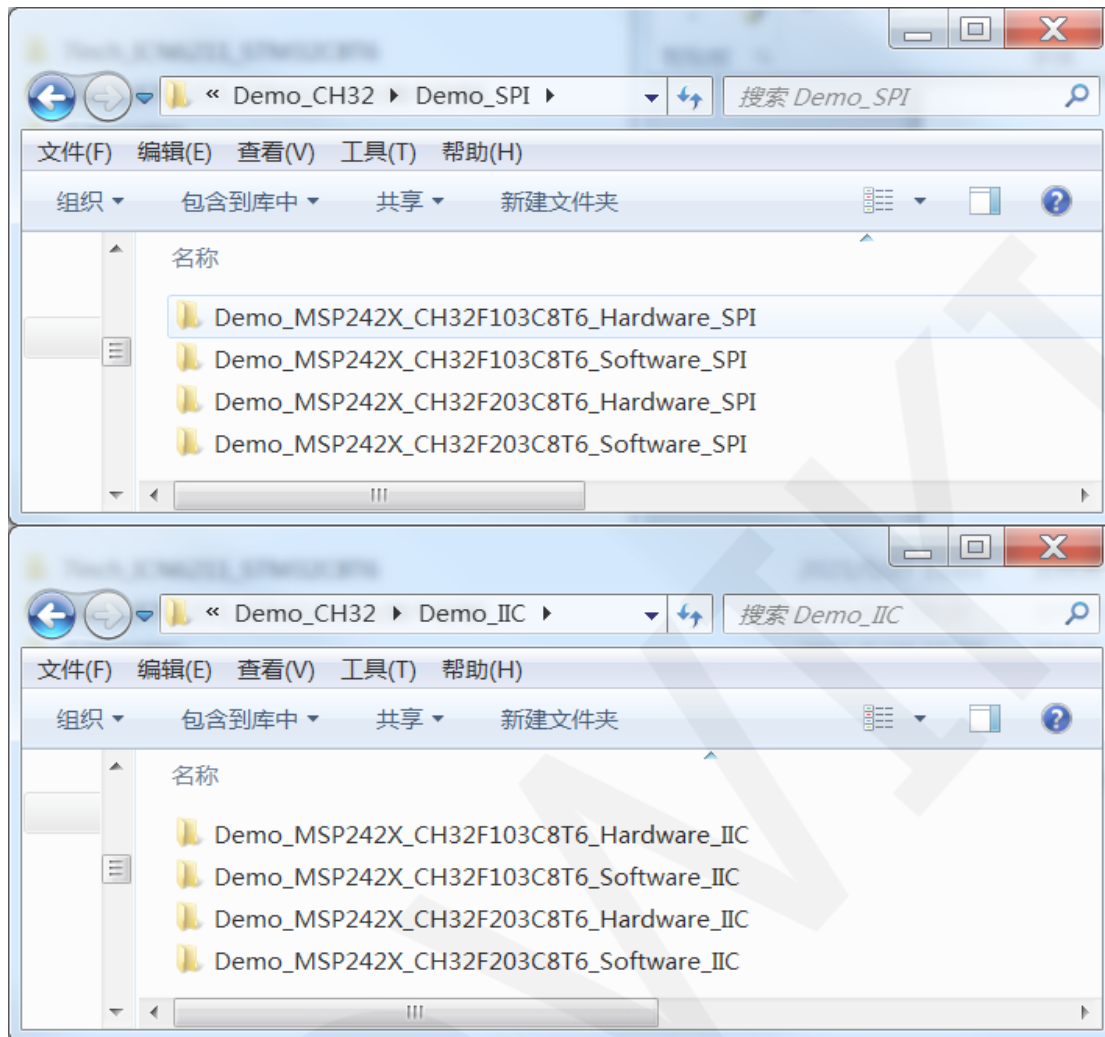 « Demo_CH32 ▸ Demo_SPI ▸ 搜索 Demo_SPI
文件(F) 编辑(E) 查看(V) 工具(T) 帮助(H)
组织 包含到库中 共享 新建文件夹
名称
Demo_MSP242X_CH32F103C8T6_Hardware_SPI
Demo_MSP242X_CH32F103C8T6_Software_SPI
Demo_MSP242X_CH32F203C8T6_Hardware_SPI
Demo_MSP242X_CH32F203C8T6_Software_SPI
« Demo_CH32 ▸ Demo_IIC ▸ 搜索 Demo_IIC
文件(F) 编辑(E) 查看(V) 工具(T) 帮助(H)
组织 包含到库中 共享 新建文件夹
名称
Demo_MSP242X_CH32F103C8T6_Hardware_IIC
Demo_MSP242X_CH32F103C8T6_Software_IIC
Demo_MSP242X_CH32F203C8T6_Hardware_IIC
Demo_MSP242X_CH32F203C8T6_Software_IIC